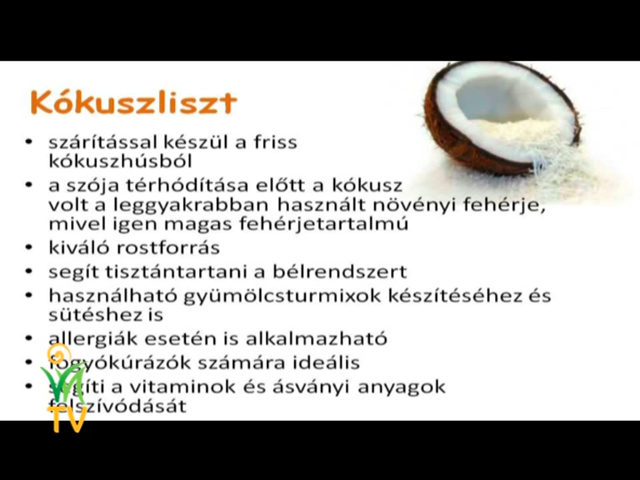 Kókuszliszt
• szárítással készül a friss
kókuszhúsból
• a szója térhódítása előtt a kókusz
volt a leggyakrabban használt növényi fehérje,
mivel igen magas fehérjetartalmú
• kiváló rostforrás
• segít tisztántartani a bélrendszert
• használható gyümölcsturmixok készítéséhez és
sütéshez is
• allergiák esetén is alkalmazható
• fogyókúrázók számára ideális
• segíti a vitaminok és ásványi anyagok
felszívódását
TV